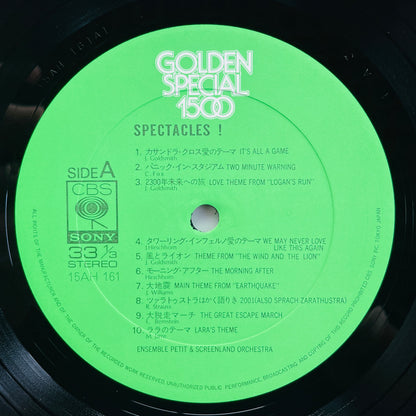 GOLDEN
SPECIAL
1500
SPECTACLES !
SIDE A
CBS
SONY
33 1/3
STEREO
15AH 161
1. カサンドラ・クロス愛のテーマ IT'S ALL A GAME
J. Goldsmith
2. パニック・イン・スタジアム TWO MINUTE WARNING
C. Fox
3. 2300年未来への旅 LOVE THEME FROM "LOGAN'S RUN"
J. Goldsmith
4. タワーリング・インフェルノ愛のテーマ WE MAY NEVER LOVE
J. Hirschhorn LIKE THIS AGAIN
5. 風とライオン THEME FROM "THE WIND AND THE LION"
J. Goldsmith
6. モーニング・アフター THE MORNING AFTER
Hirschhorn
7. 大地震 MAIN THEME FROM "EARTHQUAKE"
J. Williams
8. ツァラトゥストラはかく語りき 2001(ALSO SPRACH ZARATHUSTRA)
R. Strauss
9. 大脱走マーチ THE GREAT ESCAPE MARCH
E. Bernstein
10. ララのテーマ LARA'S THEME
M. Jarre
ENSEMBLE PETIT & SCREENLAND ORCHESTRA
ALL RIGHTS OF THE MANUFACTURER AND OF THE OWNER OF THE RECORDED WORK RESERVED. UNAUTHORIZED PUBLIC PERFORMANCE, BROADCASTING AND COPYING OF THIS RECORD PROHIBITED.
CBS/SONY INC. TOKYO JAPAN